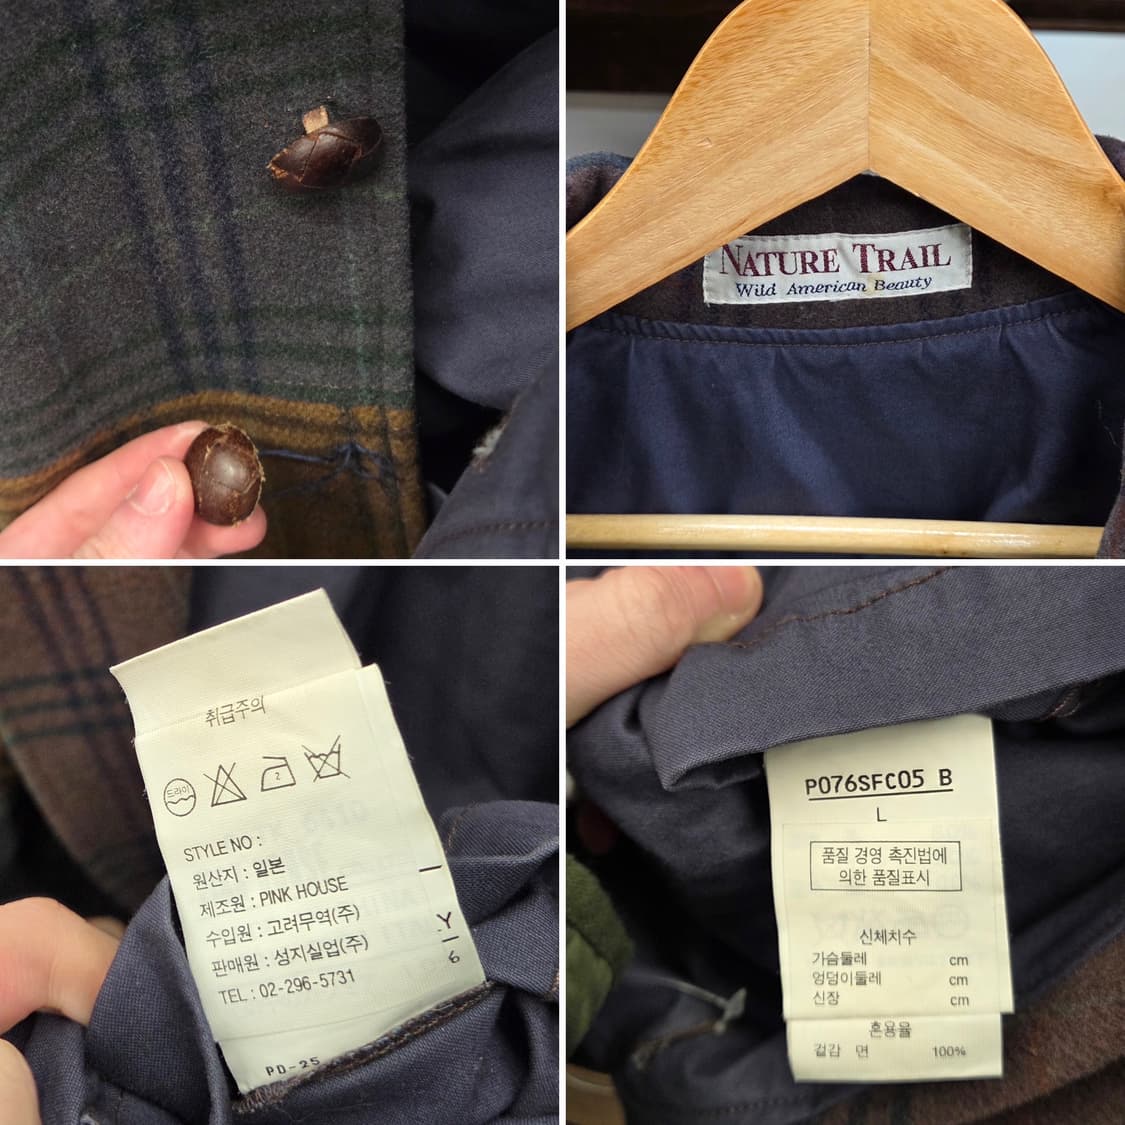 NATURE TRAIL
Wild American Beauty
취급주의
드라이
2
STYLE NO :
원산지 : 일본
제조원 : PINK HOUSE
수입원 : 고려무역(주)
판매원 : 성지실업(주)
TEL : 02-296-5731
Y
6
PD-25
P076SFC05 B
L
품질 경영 촉진법에
의한 품질표시
신체치수
가슴둘레 cm
엉덩이둘레 cm
신장 cm
혼용율
겉감 면 100%